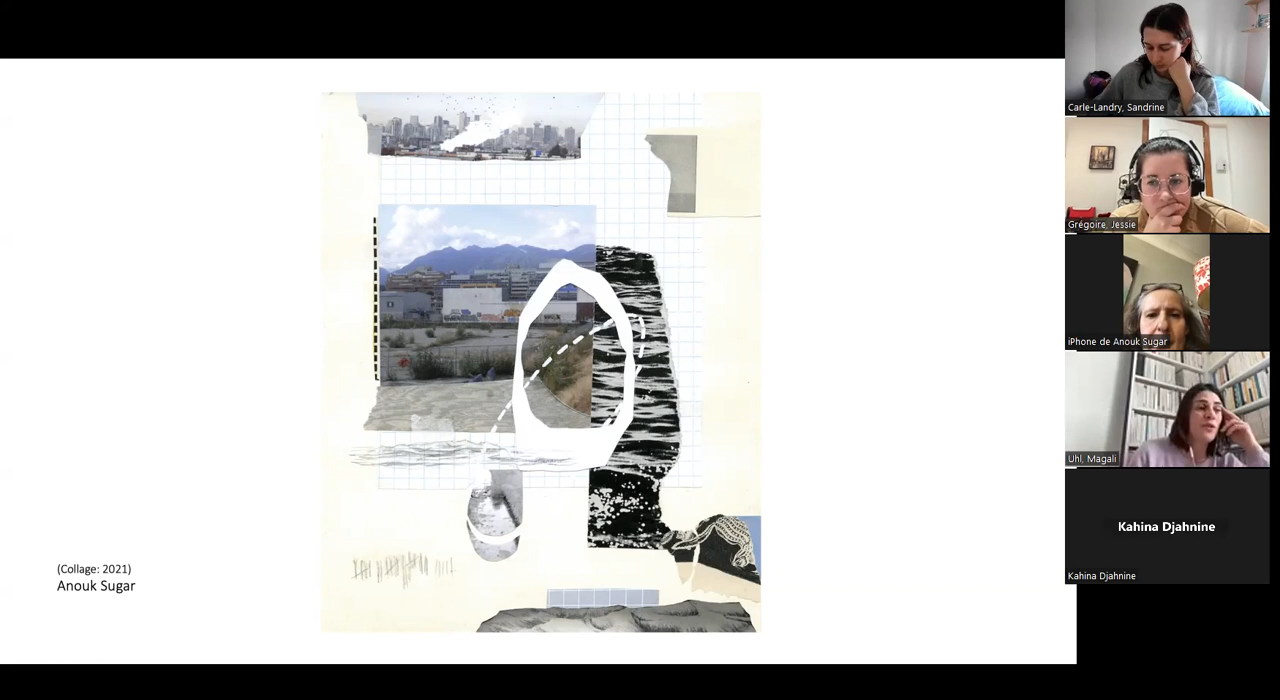 (Collage: 2021)
Anouk Sugar
Carle-Landry, Sandrine
Grégoire, Jessie
iPhone de Anouk Sugar
Uhl, Magali
Kahina Djahnine
Kahina Djahnine